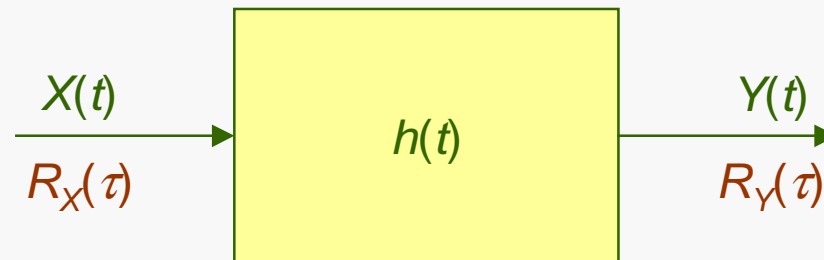 X(t)
h(t)
Y(t)
R_X(τ)
R_Y(τ)